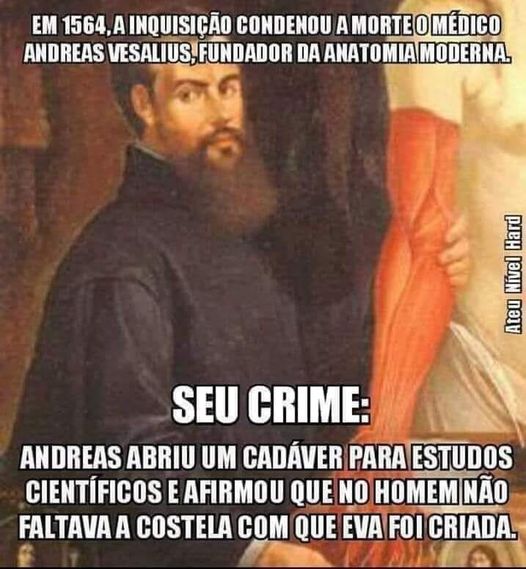 EM 1564, A INQUISIÇÃO CONDENOU A MORTE O MÉDICO
ANDREAS VESALIUS, FUNDADOR DA ANATOMIA MODERNA.
Ateu Nível Hard
SEU CRIME:
ANDREAS ABRIU UM CADÁVER PARA ESTUDOS
CIENTÍFICOS E AFIRMOU QUE NO HOMEM NÃO
FALTAVA A COSTELA COM QUE EVA FOI CRIADA.